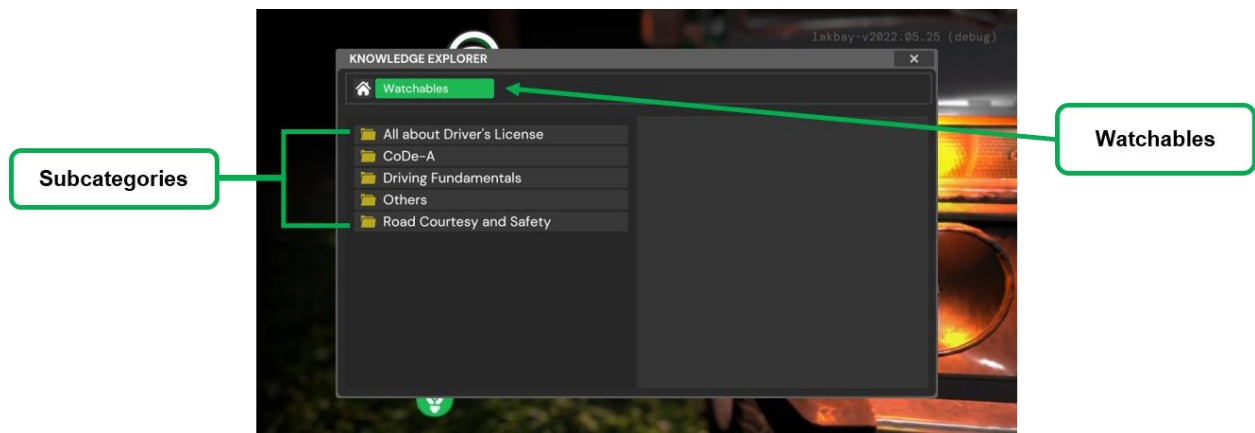 lakbay-v2022.05.25 (debug)
KNOWLEDGE EXPLORER
Watchables
All about Driver's License
CoDe-A
Driving Fundamentals
Others
Road Courtesy and Safety
Subcategories
Watchables